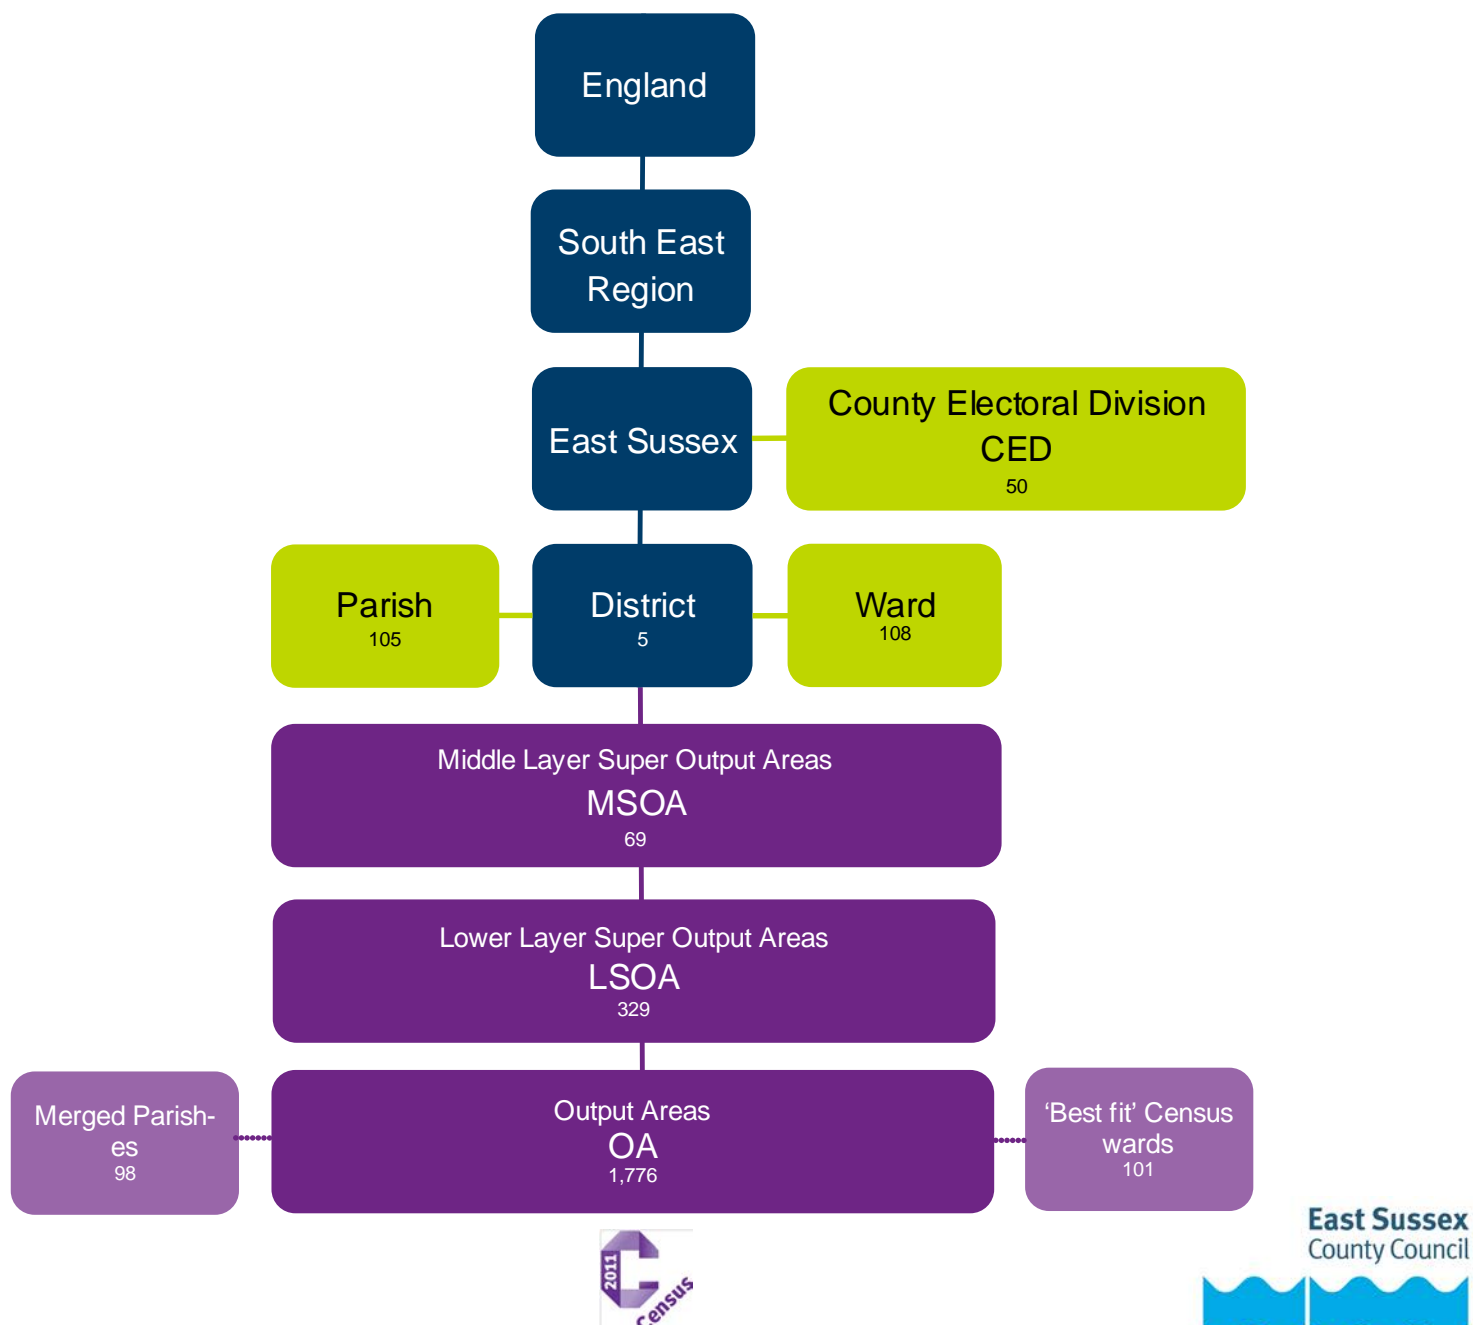 England
South East
Region
East Sussex
County Electoral Division
CED
50
Parish
105
District
5
Ward
108
Middle Layer Super Output Areas
MSOA
69
Lower Layer Super Output Areas
LSOA
329
Merged Parish-
es
98
Output Areas
OA
1,776
‘Best fit’ Census
wards
101
2011
Census
East Sussex
County Council